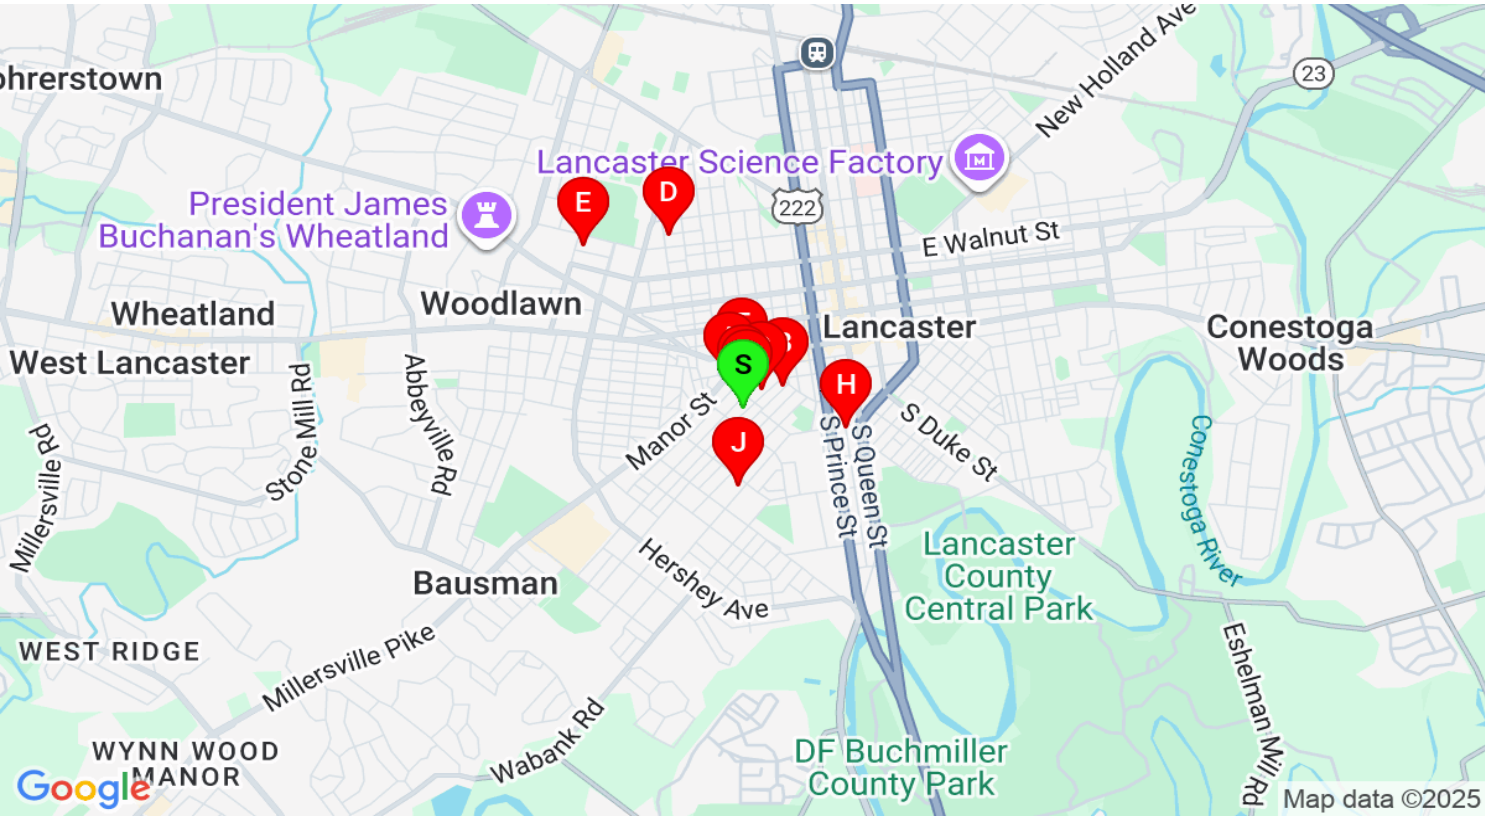 ohrerstown
23
New Holland Ave
Lancaster Science Factory
E
D
President James
Buchanan's Wheatland
222
E Walnut St
Woodlawn
Wheatland
Lancaster
Conestoga
Woods
West Lancaster
S
B
H
Abbeyville Rd
Stone Mill Rd
Manor St
J
S Prince St
S Queen St
S Duke St
Conestoga River
Millersville Rd
Lancaster
County
Central Park
Hershey Ave
Bausman
WEST RIDGE
Millersville Pike
Eshelman Mill Rd
Wabank Rd
WYNN WOOD
MANOR
DF Buchmiller
County Park
Google
Map data ©2025